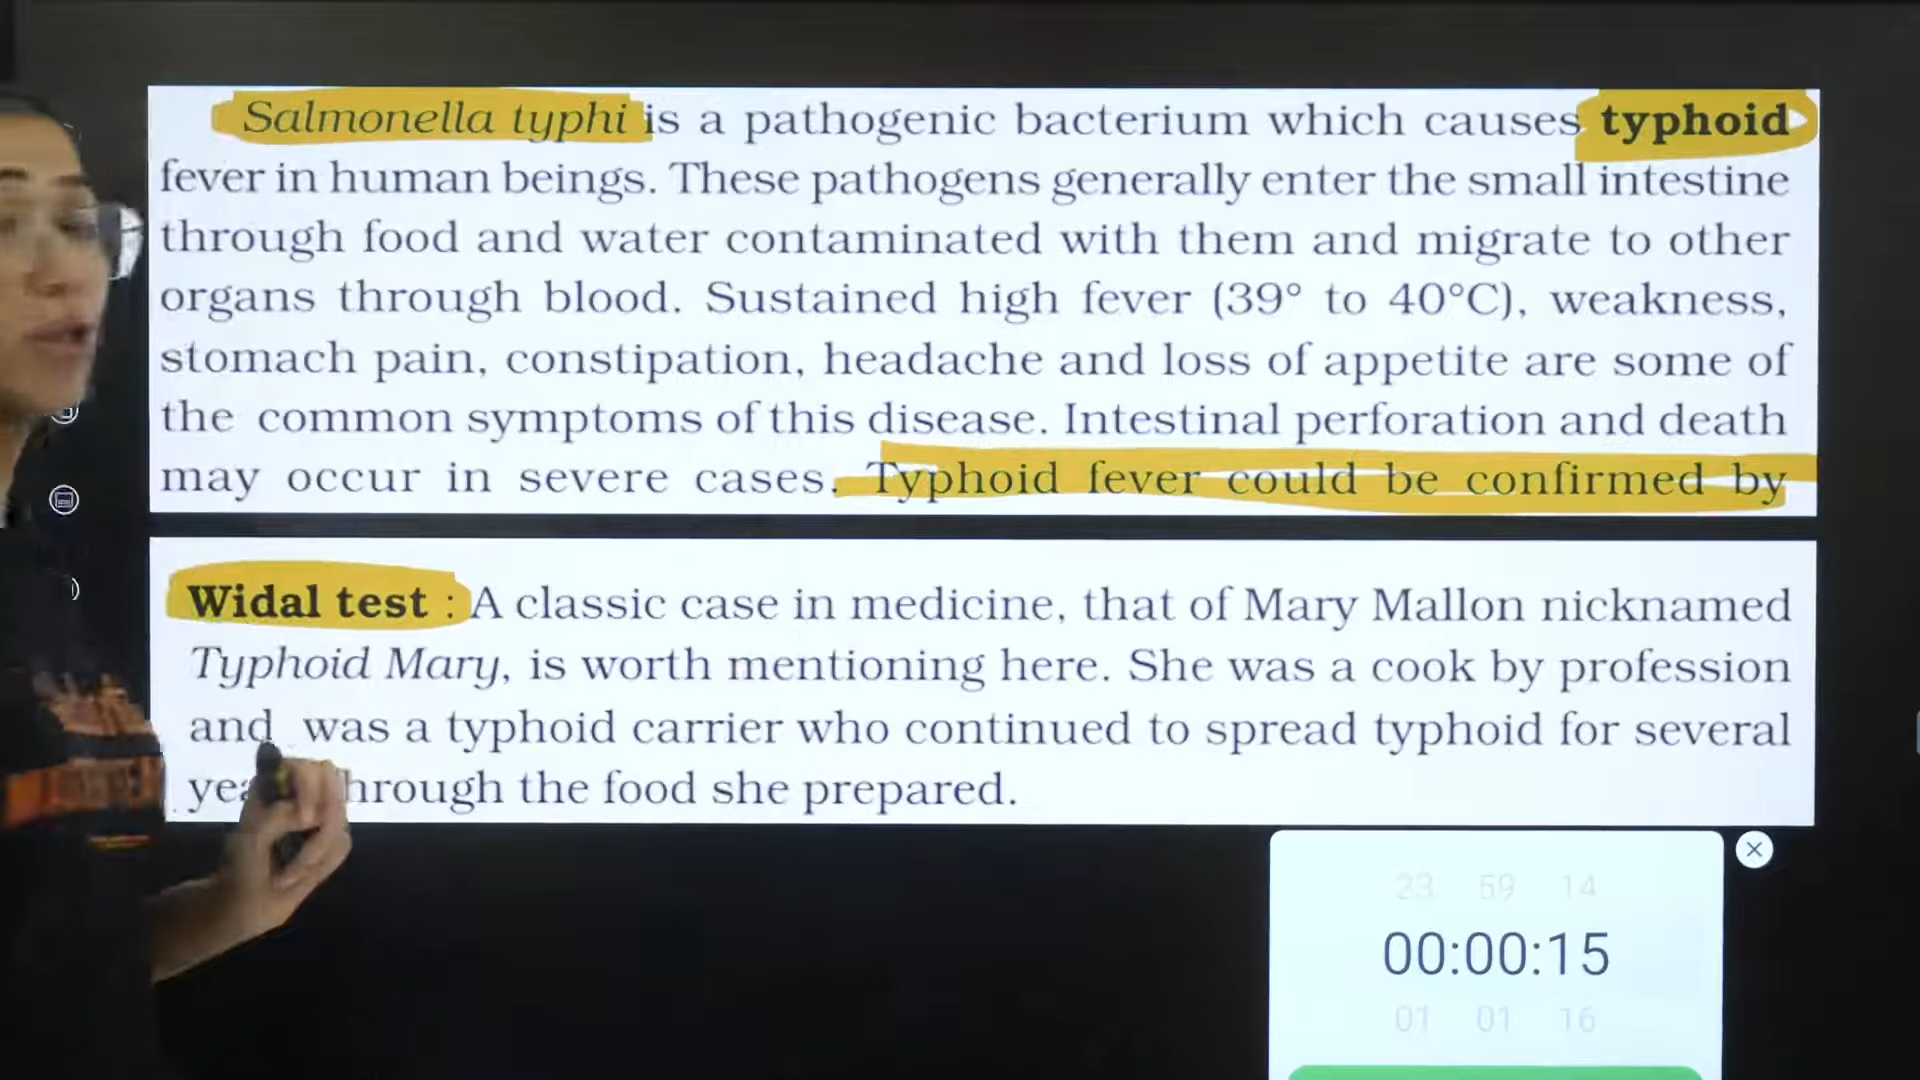 Salmonella typhi is a pathogenic bacterium which causes typhoid
fever in human beings. These pathogens generally enter the small intestine
through food and water contaminated with them and migrate to other
organs through blood. Sustained high fever (39° to 40°C), weakness,
stomach pain, constipation, headache and loss of appetite are some of
the common symptoms of this disease. Intestinal perforation and death
may occur in severe cases. Typhoid fever could be confirmed by
Widal test : A classic case in medicine, that of Mary Mallon nicknamed
Typhoid Mary, is worth mentioning here. She was a cook by profession
and was a typhoid carrier who continued to spread typhoid for several
through the food she prepared.
23 59 14
00:00:15
01 01 16